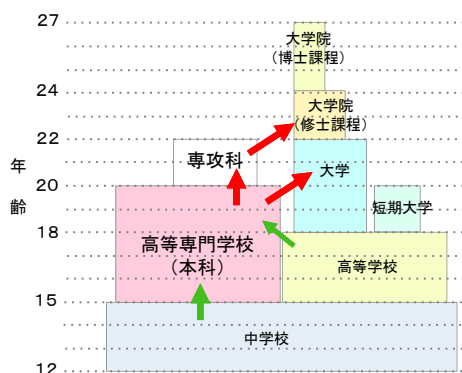 27
大学院
（博士課程）
24
大学院
（修士課程）
22
専攻科
年
大学
20
齢
短期大学
18
高等専門学校
（本科）
高等学校
15
中学校
12